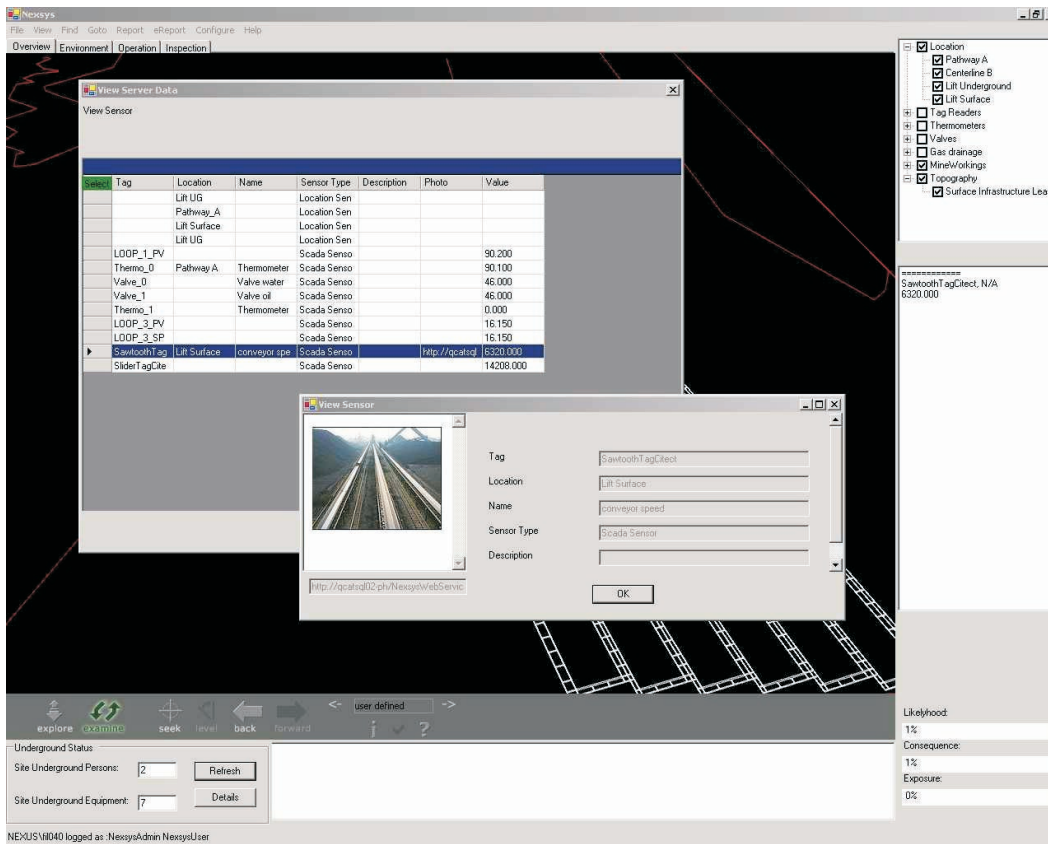 Nexsys
File View Find Goto Report eReport Configure Help
Overview Environment Operation Inspection
View Server Data
View Sensor
Select Tag Location Name Sensor Type Description Photo Value
Lift UG Location Sen
Pathway_A Location Sen
Lift Surface Location Sen
Lift UG Location Sen
LOOP_1_PV Scada Senso 90.200
Thermo_0 Pathway A Thermometer Scada Senso 90.100
Valve_0 Valve water Scada Senso 46.000
Valve_1 Valve oil Scada Senso 46.000
Thermo_1 Thermometer Scada Senso 0.000
LOOP_3_PV Scada Senso 16.150
LOOP_3_SP Scada Senso 16.150
SawtoothTag Lift Surface conveyor spe Scada Senso http://qcatsql 6320.000
SliderTagCite Scada Senso 14208.000
View Sensor
Tag SawtoothTagCitect
Location Lift Surface
Name conveyor speed
Sensor Type Scada Sensor
Description
http://qcatsql02-ph/NexsysWebServic
OK
Location
Pathway A
Centerline B
Lift Underground
Lift Surface
Tag Readers
Thermometers
Valves
Gas drainage
MineWorkings
Topography
Surface Infrastructure Lea
============
SawtoothTagCitect, N/A
6320.000
<- user defined ->
explore examine seek level back forward i ?
Likelyhood:
1%
Consequence:
1%
Exposure:
0%
Underground Status
Site Underground Persons: 2 Refresh
Site Underground Equipment: 7 Details
NEXUS\fil040 logged as :NexsysAdmin NexsysUser